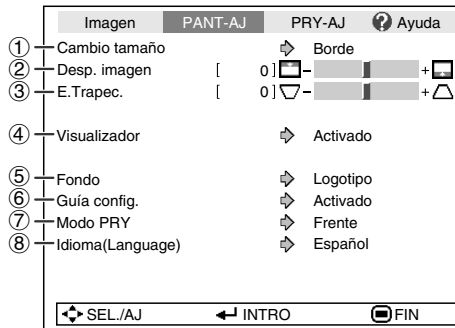 Imagen PANT-AJ PRY-AJ ? Ayuda
① Cambio tamaño Borde
② Desp. imagen [ 0 ] - +
③ E.Trapec. [ 0 ] - +
④ Visualizador Activado
⑤ Fondo Logotipo
⑥ Guía config. Activado
⑦ Modo PRY Frente
⑧ Idioma(Language) Español
SEL./AJ INTRO FIN